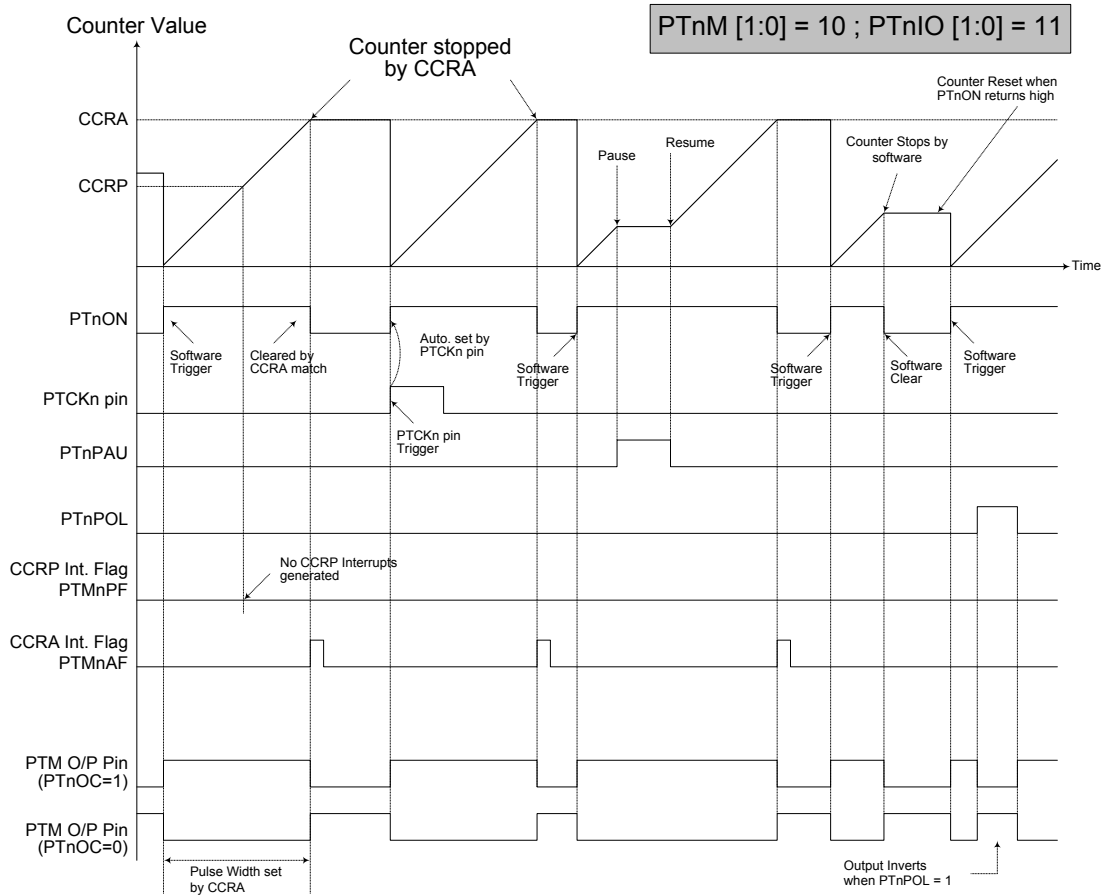 PTnM [1:0] = 10 ; PTnIO [1:0] = 11
Counter Value
Counter stopped
by CCRA
Counter Reset when
PTnON returns high
CCRA
CCRP
Pause
Resume
Counter Stops by
software
Time
PTnON
Software
Trigger
Cleared by
CCRA match
Auto. set by
PTCKn pin
Software
Trigger
Software
Trigger
Software
Clear
Software
Trigger
PTCKn pin
PTCKn pin
Trigger
PTnPAU
PTnPOL
CCRP Int. Flag
PTMnPF
No CCRP Interrupts
generated
CCRA Int. Flag
PTMnAF
PTM O/P Pin
(PTnOC=1)
PTM O/P Pin
(PTnOC=0)
Pulse Width set
by CCRA
Output Inverts
when PTnPOL = 1